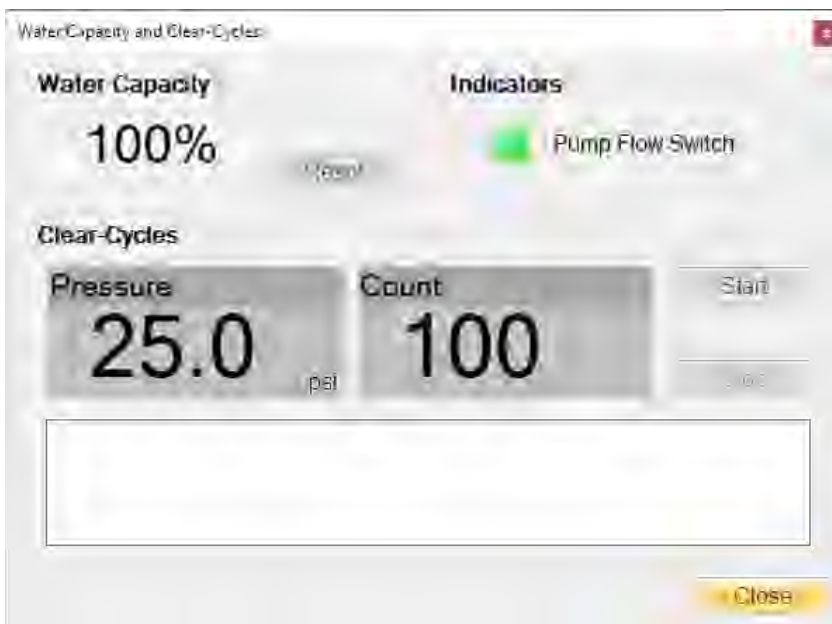 Water Capacity and Clear-Cycles
Water Capacity
Indicators
100%
Reset
Pump Flow Switch
Clear-Cycles
Pressure
25.0
psi
Count
100
Start
Close